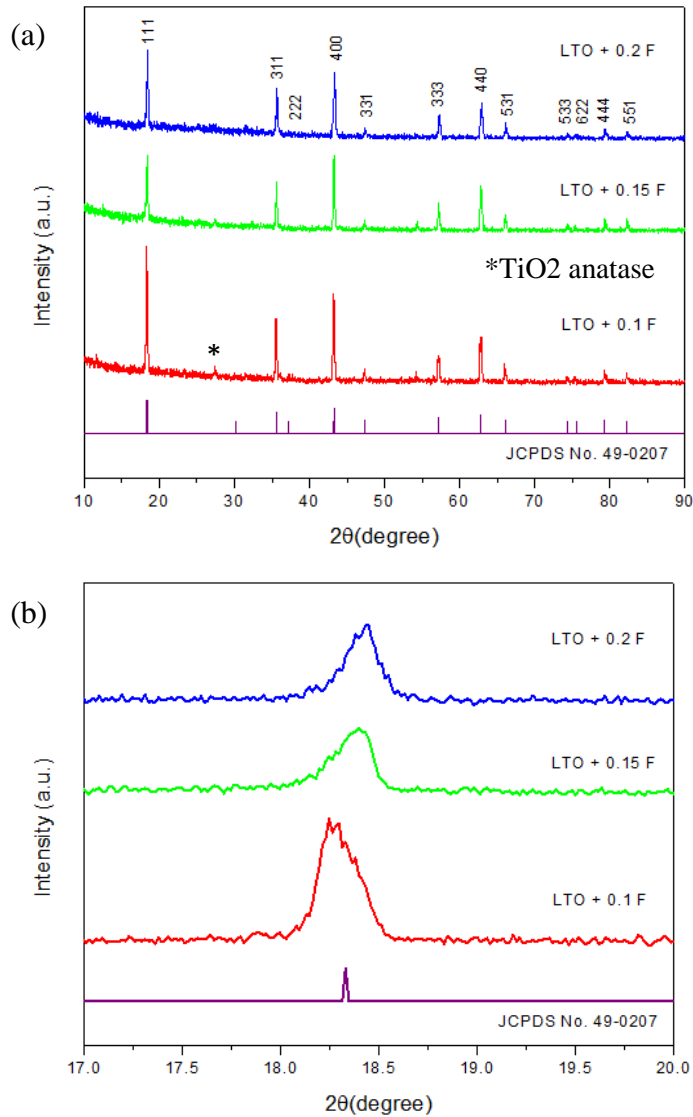 (a)
111
311
222
400
331
333
440
531
533
622
444
551
LTO + 0.2 F
LTO + 0.15 F
*TiO2 anatase
LTO + 0.1 F
*
JCPDS No. 49-0207
Intensity (a.u.)
10 20 30 40 50 60 70 80 90
2θ(degree)
(b)
LTO + 0.2 F
LTO + 0.15 F
LTO + 0.1 F
JCPDS No. 49-0207
Intensity (a.u.)
17.0 17.5 18.0 18.5 19.0 19.5 20.0
2θ(degree)